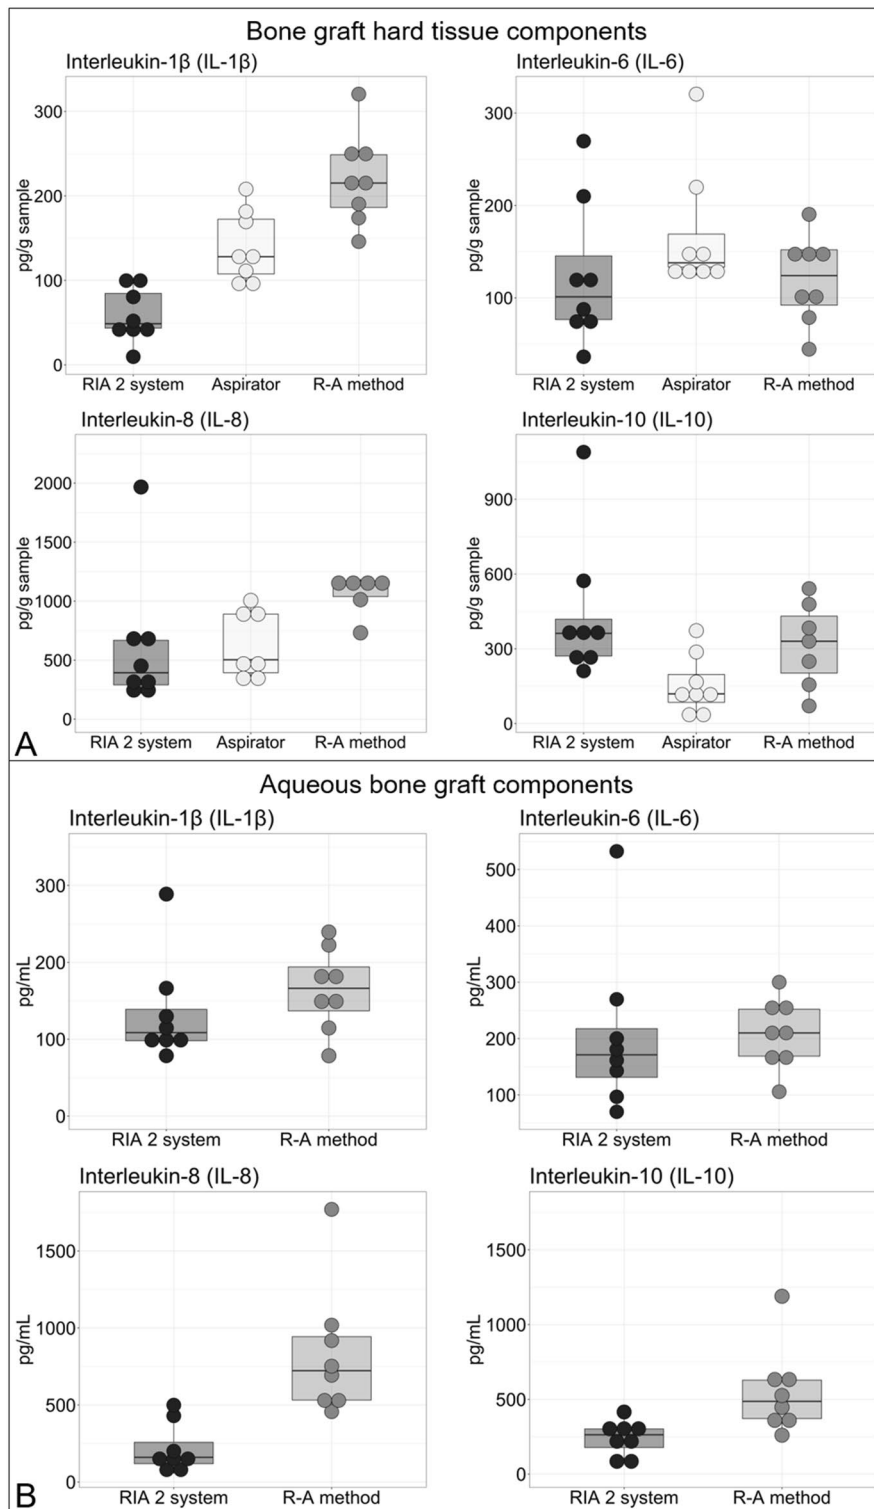 Bone graft hard tissue components
Interleukin-1β (IL-1β)
pg/g sample
300
200
100
0
RIA 2 system Aspirator R-A method
Interleukin-6 (IL-6)
pg/g sample
300
200
100
RIA 2 system Aspirator R-A method
Interleukin-8 (IL-8)
pg/g sample
2000
1500
1000
500
0
RIA 2 system Aspirator R-A method
Interleukin-10 (IL-10)
pg/g sample
900
600
300
0
RIA 2 system Aspirator R-A method
A
Aqueous bone graft components
Interleukin-1β (IL-1β)
pg/mL
300
200
100
0
RIA 2 system R-A method
Interleukin-6 (IL-6)
pg/mL
500
400
300
200
100
RIA 2 system R-A method
Interleukin-8 (IL-8)
pg/mL
1500
1000
500
0
RIA 2 system R-A method
Interleukin-10 (IL-10)
pg/mL
1500
1000
500
0
RIA 2 system R-A method
B